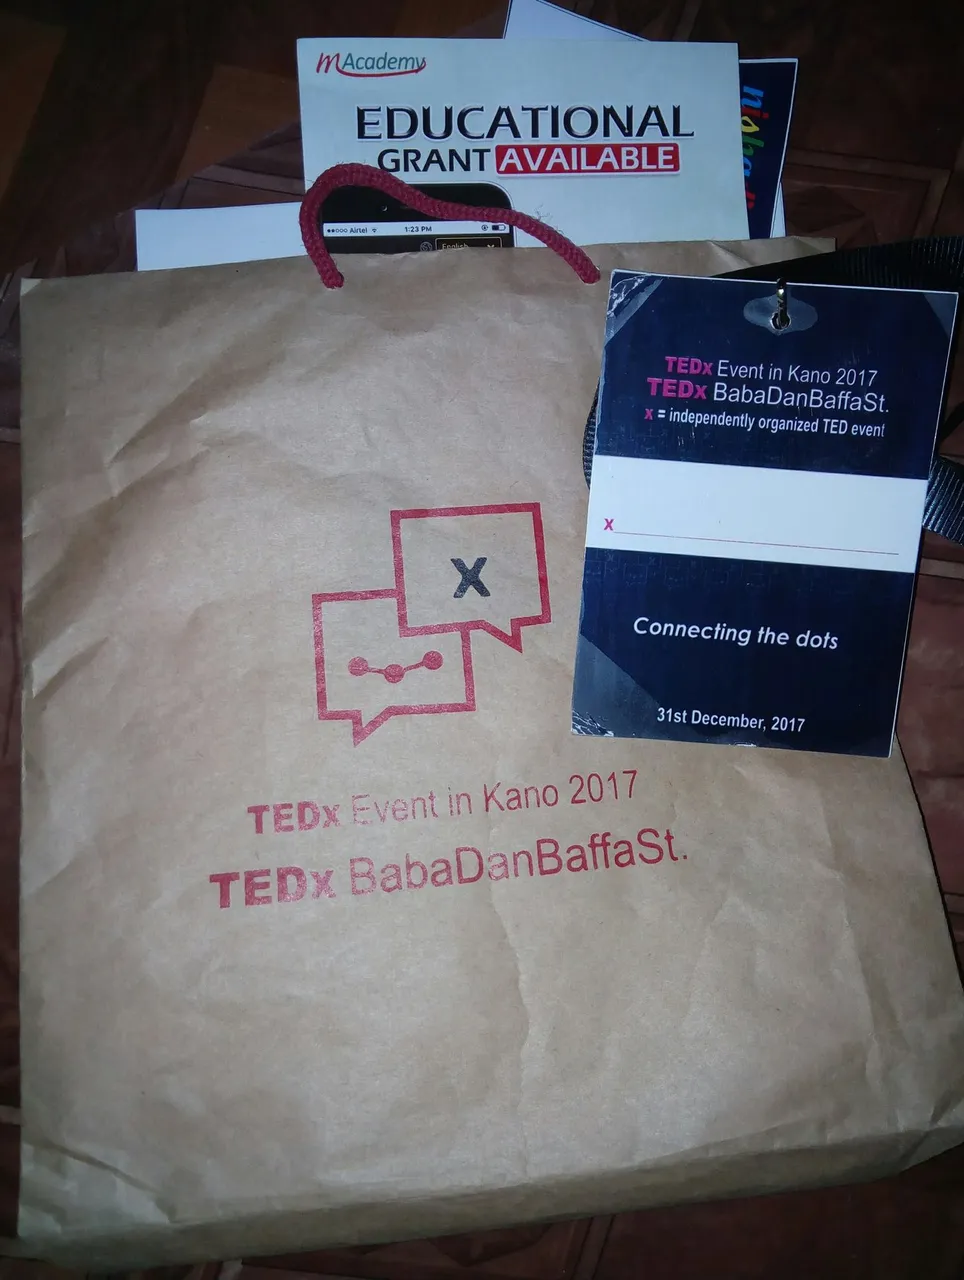 mAcademy
EDUCATIONAL
GRANT AVAILABLE
Airtel 1:23 PM
English
TEDx Event in Kano 2017
TEDx BabaDanBaffaSt.
x = independently organized TED event
x
Connecting the dots
31st December, 2017
x
TEDx Event in Kano 2017
TEDx BabaDanBaffaSt.